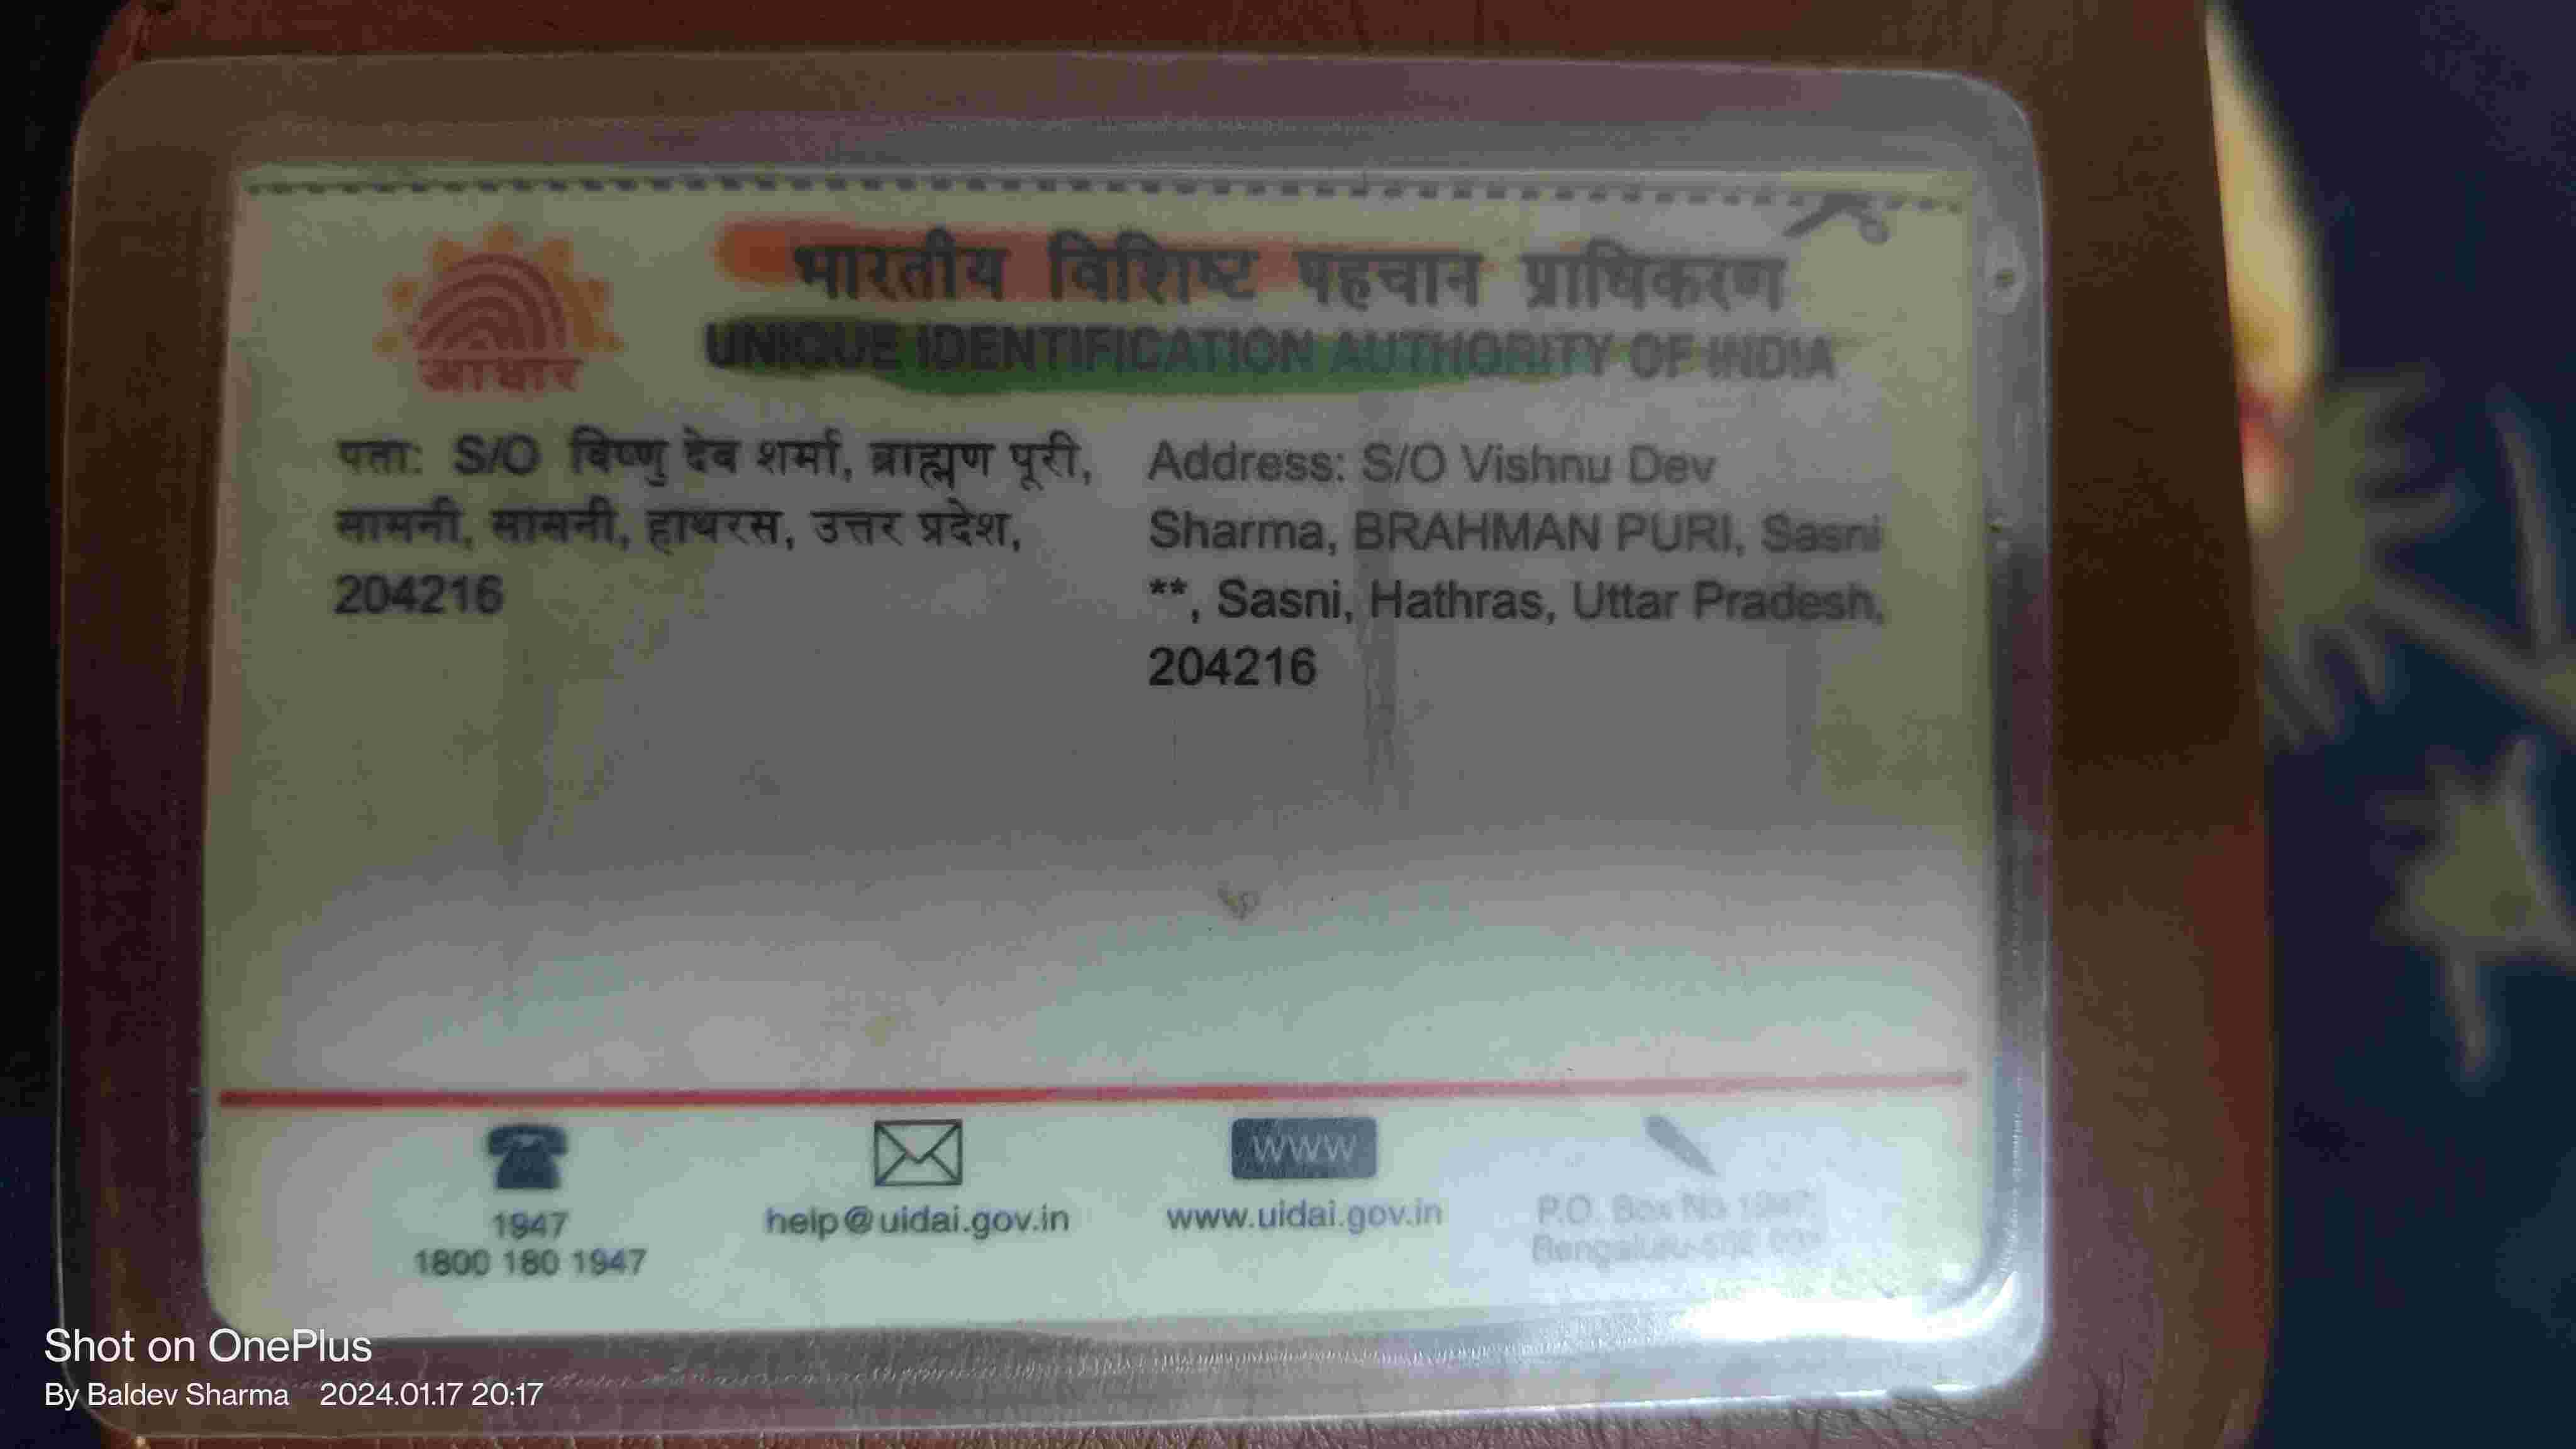 भारतीय विशिष्ट पहचान प्राधिकरण
UNIQUE IDENTIFICATION AUTHORITY OF INDIA
आधार
पता: S/O विष्णु देव शर्मा, ब्राह्मण पूरी,
सासनी, सासनी, हाथरस, उत्तर प्रदेश,
204216
Address: S/O Vishnu Dev
Sharma, BRAHMAN PURI, Sasni
**, Sasni, Hathras, Uttar Pradesh,
204216
1947
1800 180 1947
help@uidai.gov.in
WWW
www.uidai.gov.in
P.O. Box No
Bengaluru
Shot on OnePlus
By Baldev Sharma 2024.01.17 20:17